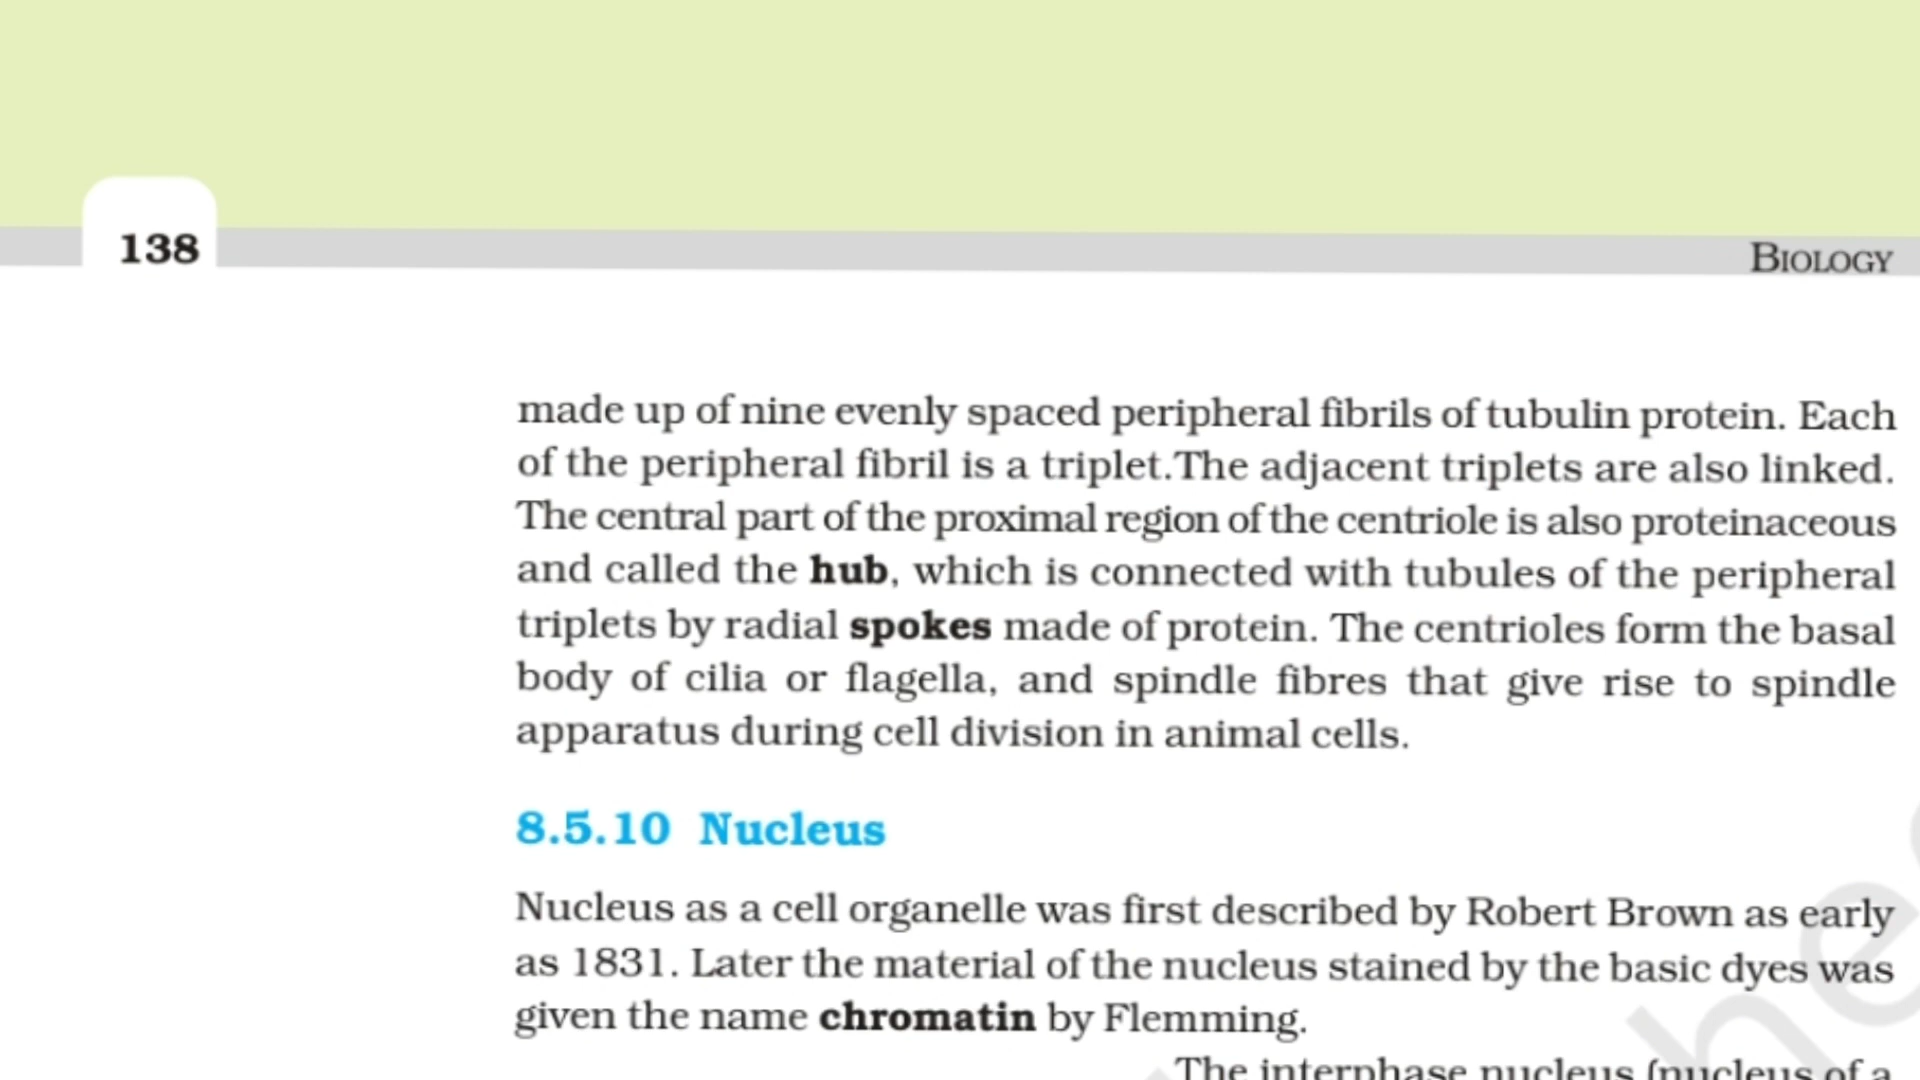 138
BIOLOGY
made up of nine evenly spaced peripheral fibrils of tubulin protein. Each
of the peripheral fibril is a triplet.The adjacent triplets are also linked.
The central part of the proximal region of the centriole is also proteinaceous
and called the hub, which is connected with tubules of the peripheral
triplets by radial spokes made of protein. The centrioles form the basal
body of cilia or flagella, and spindle fibres that give rise to spindle
apparatus during cell division in animal cells.
8.5.10 Nucleus
Nucleus as a cell organelle was first described by Robert Brown as early
as 1831. Later the material of the nucleus stained by the basic dyes was
given the name chromatin by Flemming.
The interphase nucleus (nucleus of a